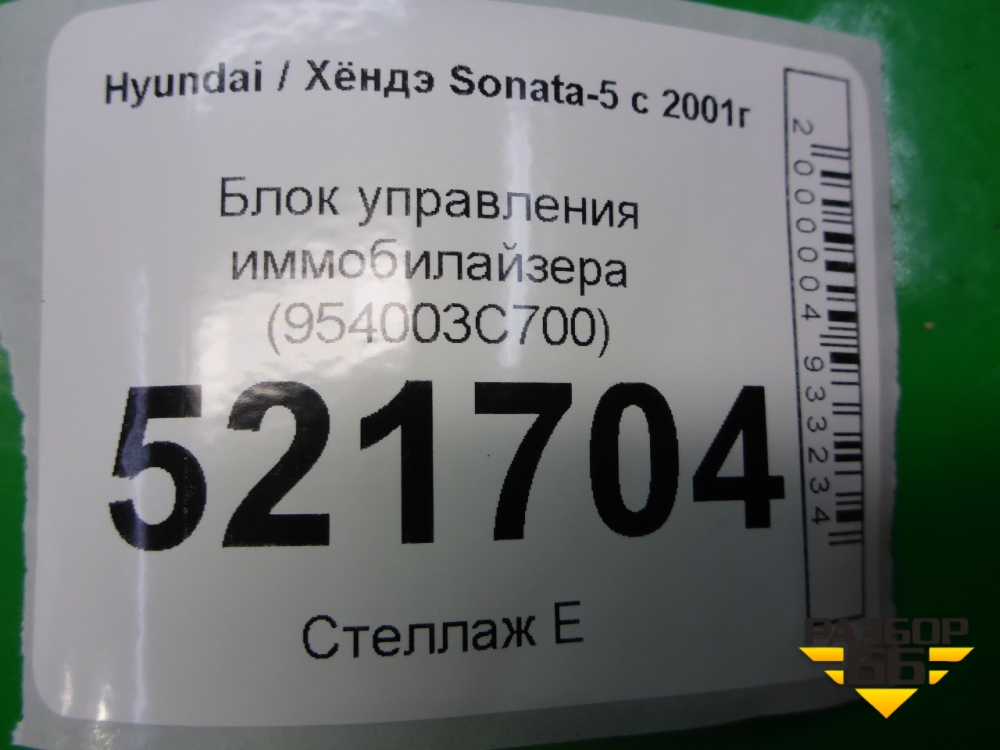 Hyundai / Хёндэ Sonata-5 с 2001г
Блок управления
иммобилайзера
(954003C700)
521704
Стеллаж Е
2000004933234
РАЗБОР
66